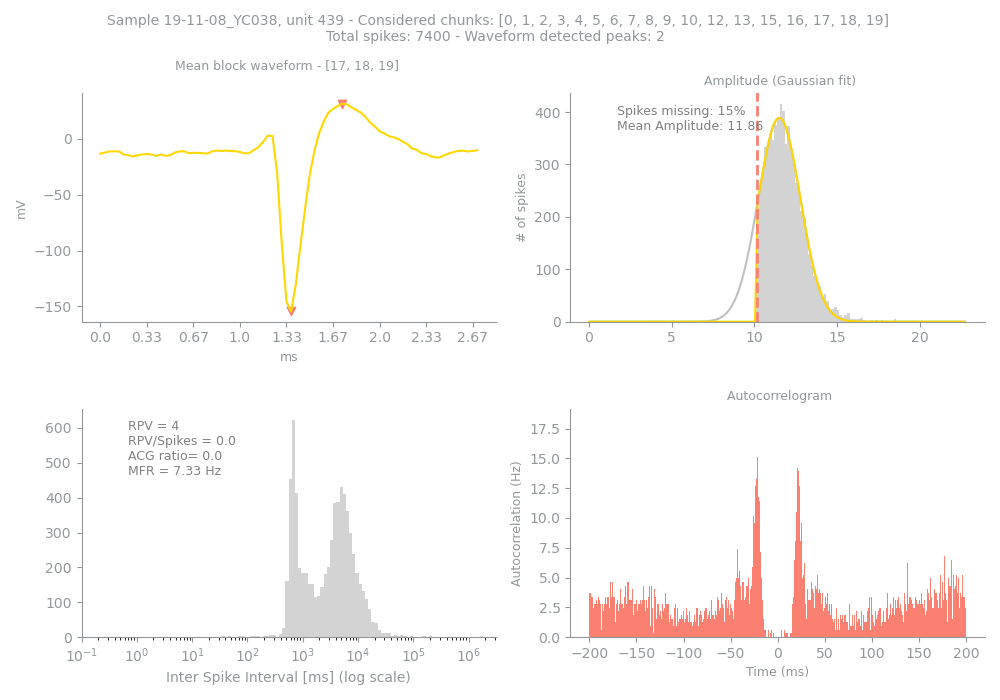 Sample 19-11-08_YC038, unit 439 - Considered chunks: [0, 1, 2, 3, 4, 5, 6, 7, 8, 9, 10, 12, 13, 15, 16, 17, 18, 19]
Total spikes: 7400 - Waveform detected peaks: 2
Mean block waveform - [17, 18, 19]
mV
0
−50
−100
−150
0.0 0.33 0.67 1.0 1.33 1.67 2.0 2.33 2.67
ms
Amplitude (Gaussian fit)
Spikes missing: 15%
Mean Amplitude: 11.86
# of spikes
400
300
200
100
0
0 5 10 15 20
RPV = 4
RPV/Spikes = 0.0
ACG ratio= 0.0
MFR = 7.33 Hz
600
500
400
300
200
100
0
10⁻¹ 10⁰ 10¹ 10² 10³ 10⁴ 10⁵ 10⁶
Inter Spike Interval [ms] (log scale)
Autocorrelogram
Autocorrelation (Hz)
17.5
15.0
12.5
10.0
7.5
5.0
2.5
0.0
−200 −150 −100 −50 0 50 100 150 200
Time (ms)